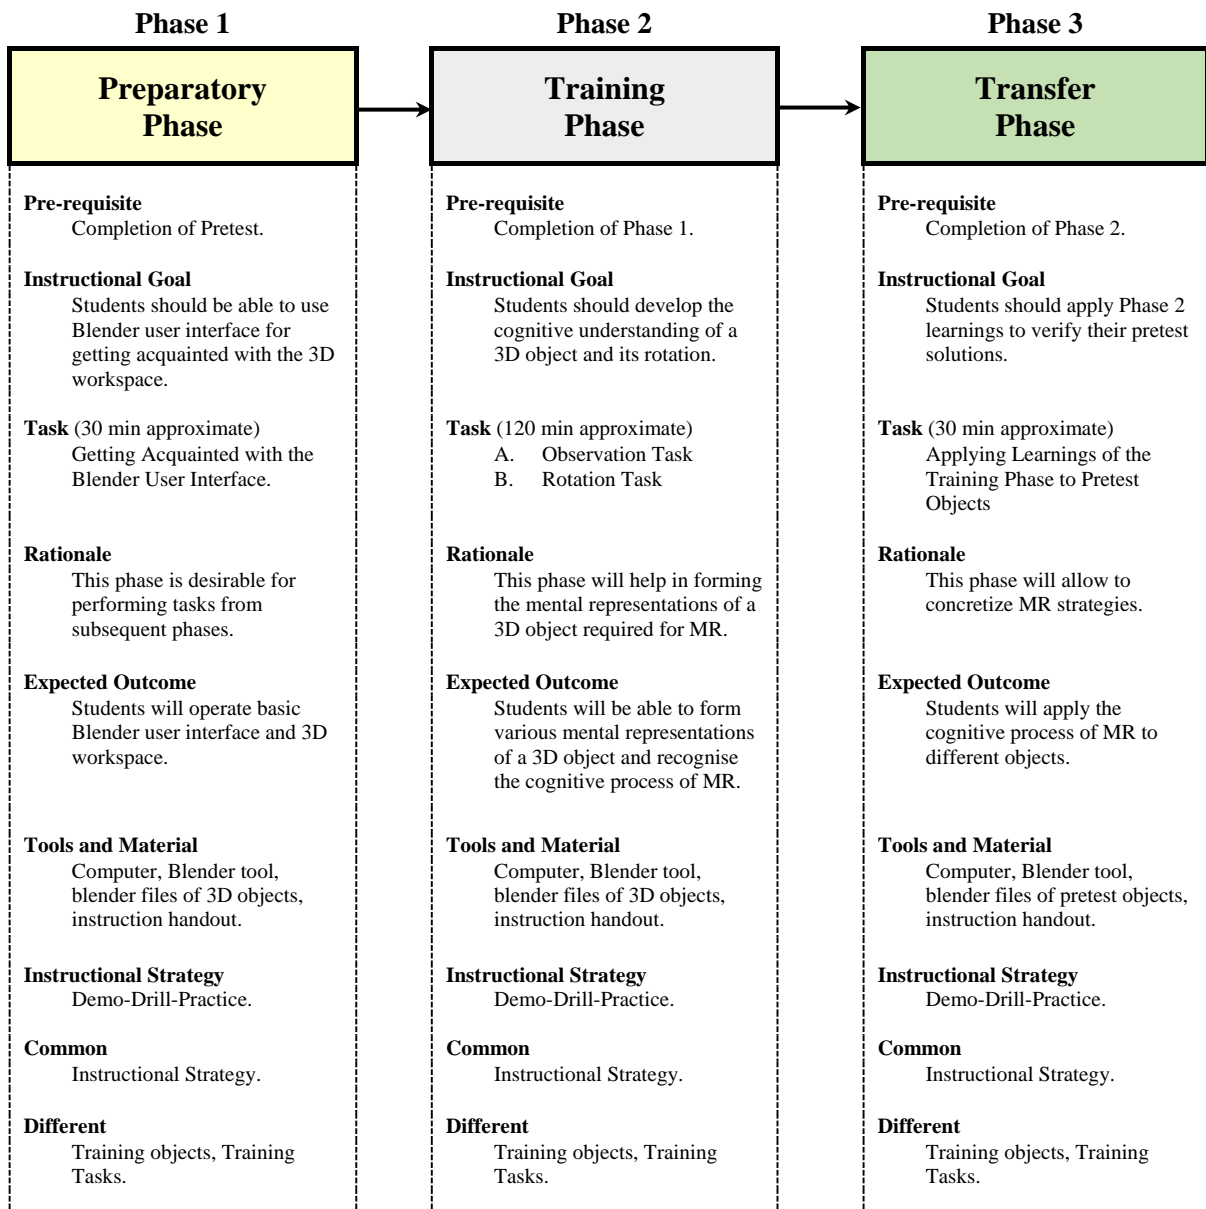 Phase 1
Preparatory
Phase
Pre-requisite
Completion of Pretest.
Instructional Goal
Students should be able to use
Blender user interface for
getting acquainted with the 3D
workspace.
Task (30 min approximate)
Getting Acquainted with the
Blender User Interface.
Rationale
This phase is desirable for
performing tasks from
subsequent phases.
Expected Outcome
Students will operate basic
Blender user interface and 3D
workspace.
Tools and Material
Computer, Blender tool,
blender files of 3D objects,
instruction handout.
Instructional Strategy
Demo-Drill-Practice.
Common
Instructional Strategy.
Different
Training objects, Training
Tasks.
Phase 2
Training
Phase
Pre-requisite
Completion of Phase 1.
Instructional Goal
Students should develop the
cognitive understanding of a
3D object and its rotation.
Task (120 min approximate)
A. Observation Task
B. Rotation Task
Rationale
This phase will help in forming
the mental representations of a
3D object required for MR.
Expected Outcome
Students will be able to form
various mental representations
of a 3D object and recognise
the cognitive process of MR.
Tools and Material
Computer, Blender tool,
blender files of 3D objects,
instruction handout.
Instructional Strategy
Demo-Drill-Practice.
Common
Instructional Strategy.
Different
Training objects, Training
Tasks.
Phase 3
Transfer
Phase
Pre-requisite
Completion of Phase 2.
Instructional Goal
Students should apply Phase 2
learnings to verify their pretest
solutions.
Task (30 min approximate)
Applying Learnings of the
Training Phase to Pretest
Objects
Rationale
This phase will allow to
concretize MR strategies.
Expected Outcome
Students will apply the
cognitive process of MR to
different objects.
Tools and Material
Computer, Blender tool,
blender files of pretest objects,
instruction handout.
Instructional Strategy
Demo-Drill-Practice.
Common
Instructional Strategy.
Different
Training objects, Training
Tasks.